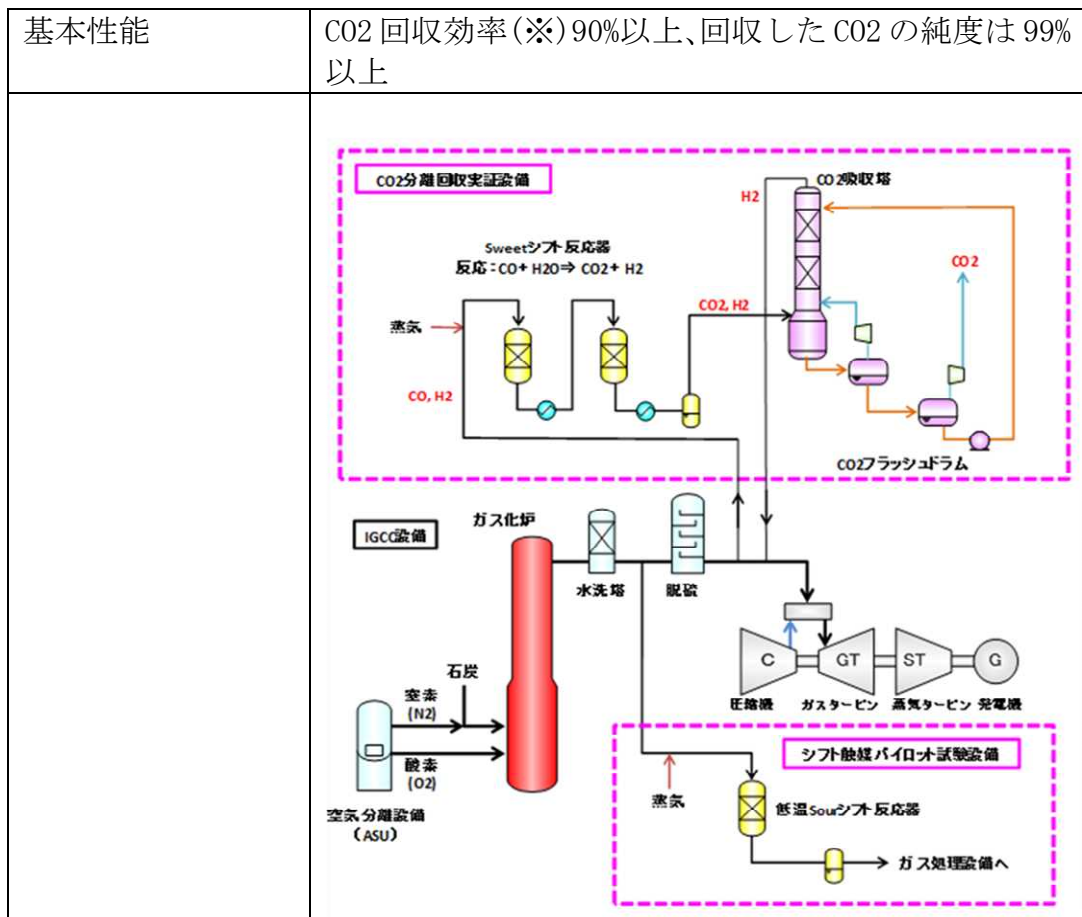 基本性能
CO2 回収効率(※)90%以上、回収した CO2 の純度は 99%
以上
CO2分離回収実証設備
CO2吸収塔
H2
Sweetシフト反応器
反応：CO+ H2O⇒ CO2+ H2
CO2
蒸気
CO2, H2
CO, H2
CO2フラッシュドラム
IGCC設備
ガス化炉
水洗塔
脱硫
石炭
窒素
(N2)
C
GT
ST
G
圧縮機
ガスタービン
蒸気タービン
発電機
酸素
(O2)
空気分離設備
(ASU)
シフト触媒パイロット試験設備
蒸気
低温Sourシフト反応器
ガス処理設備へ